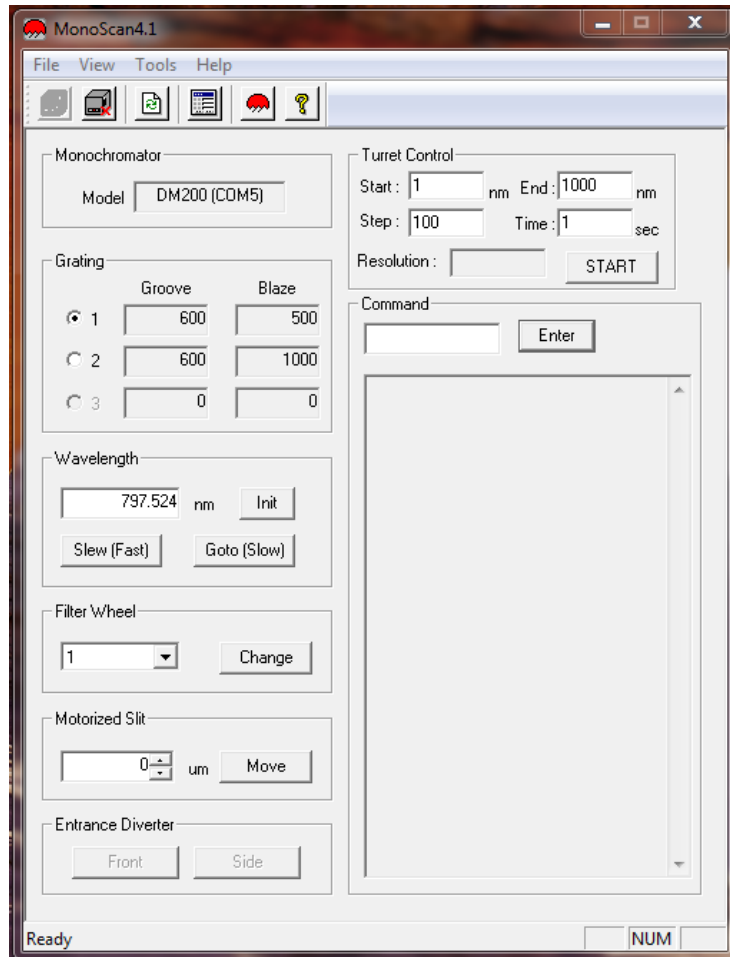 MonoScan4.1
File View Tools Help
Monochromator
Model DM200 (COM5)
Grating
Groove Blaze
1 600 500
2 600 1000
3 0 0
Wavelength
797.524 nm Init
Slew (Fast) Goto (Slow)
Filter Wheel
1 Change
Motorized Slit
0 um Move
Entrance Diverter
Front Side
Turret Control
Start : 1 nm End : 1000 nm
Step : 100 Time : 1 sec
Resolution : START
Command
Enter
Ready NUM